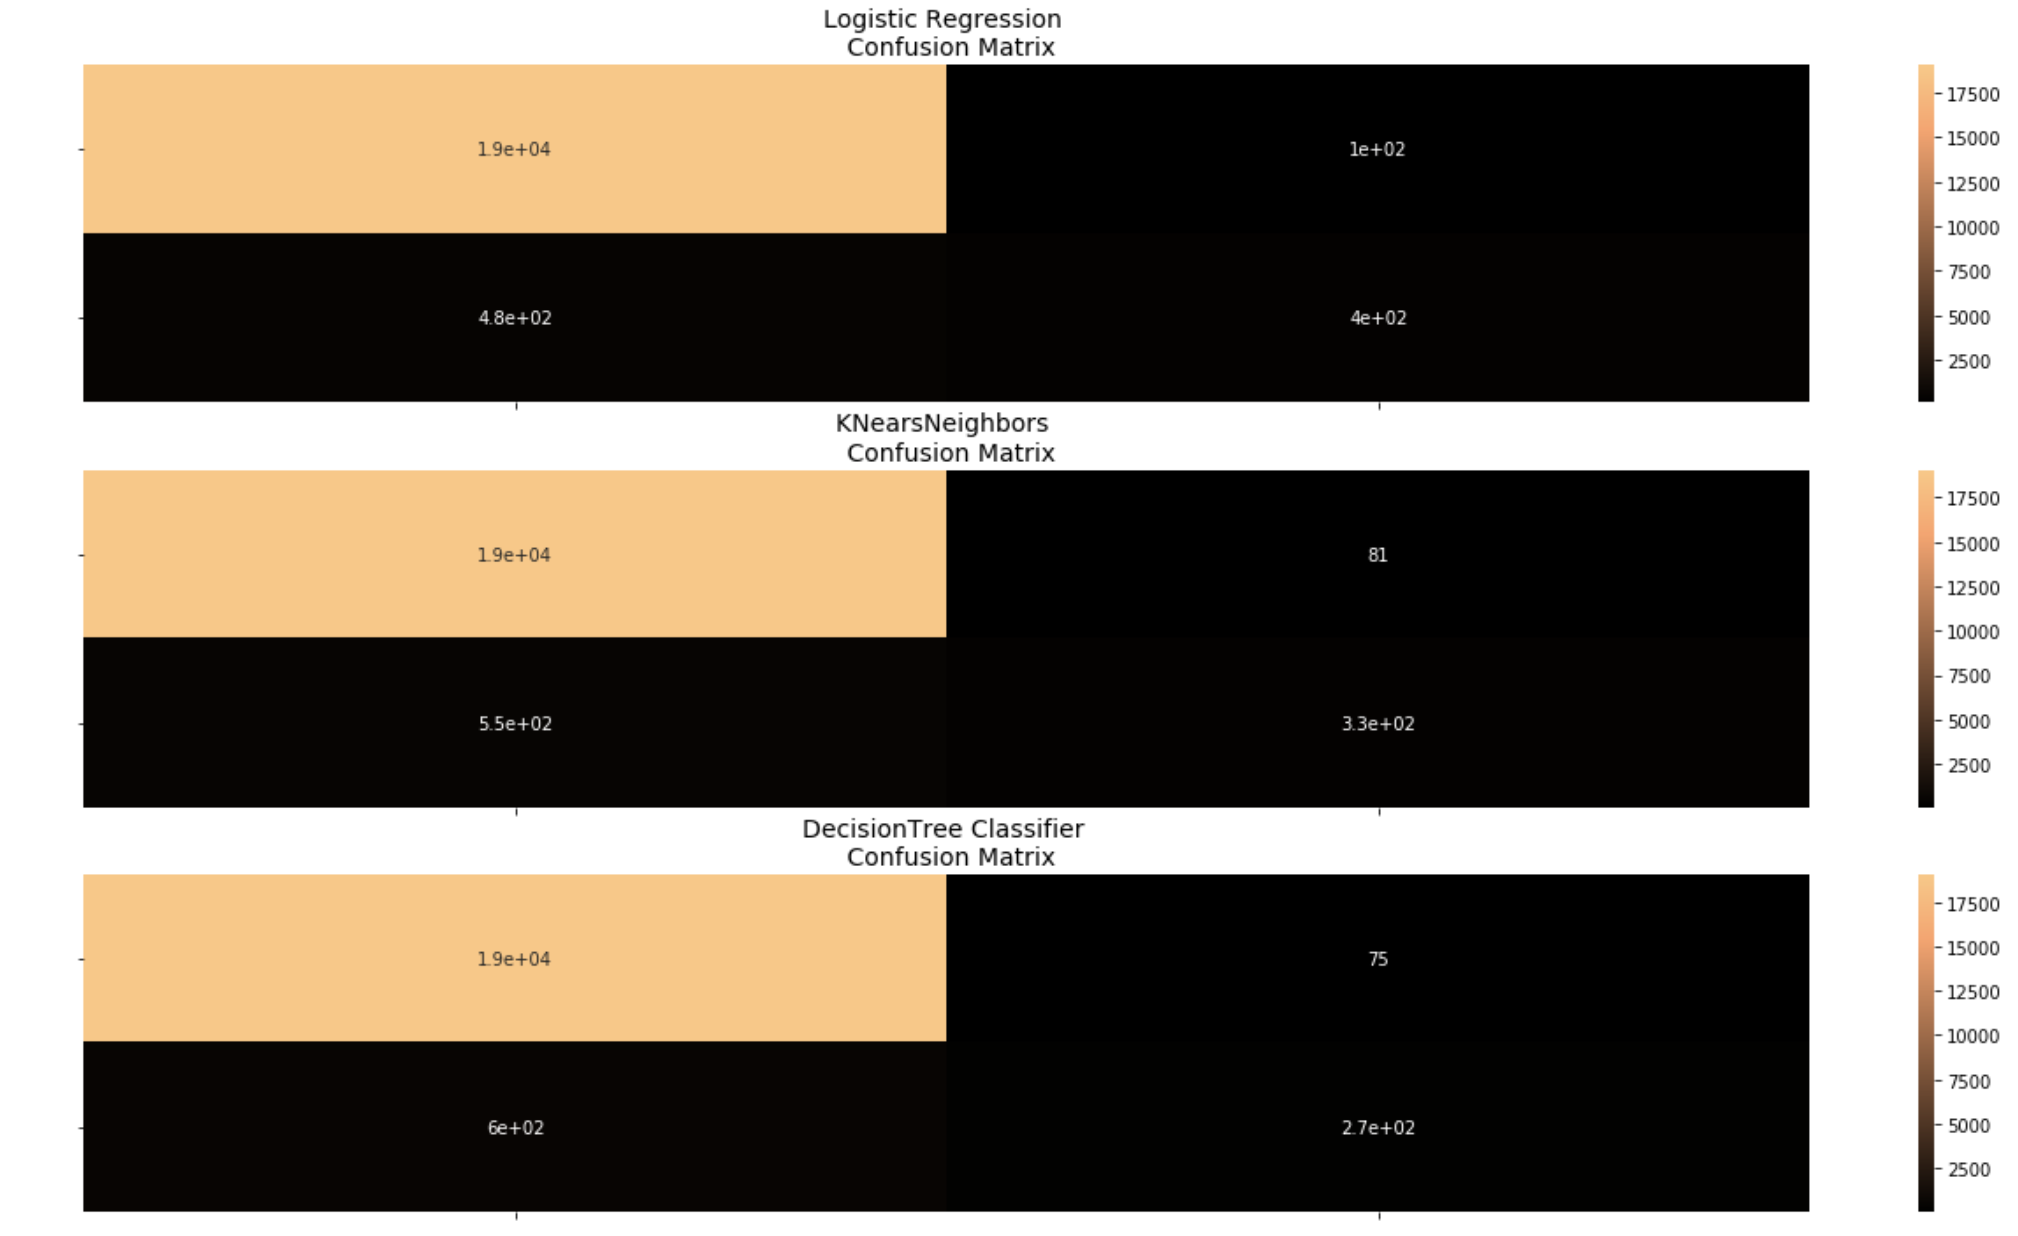 Logistic Regression
Confusion Matrix
1.9e+04
1e+02
4.8e+02
4e+02
17500
15000
12500
10000
7500
5000
2500
KNearsNeighbors
Confusion Matrix
1.9e+04
81
5.5e+02
3.3e+02
17500
15000
12500
10000
7500
5000
2500
DecisionTree Classifier
Confusion Matrix
1.9e+04
75
6e+02
2.7e+02
17500
15000
12500
10000
7500
5000
2500